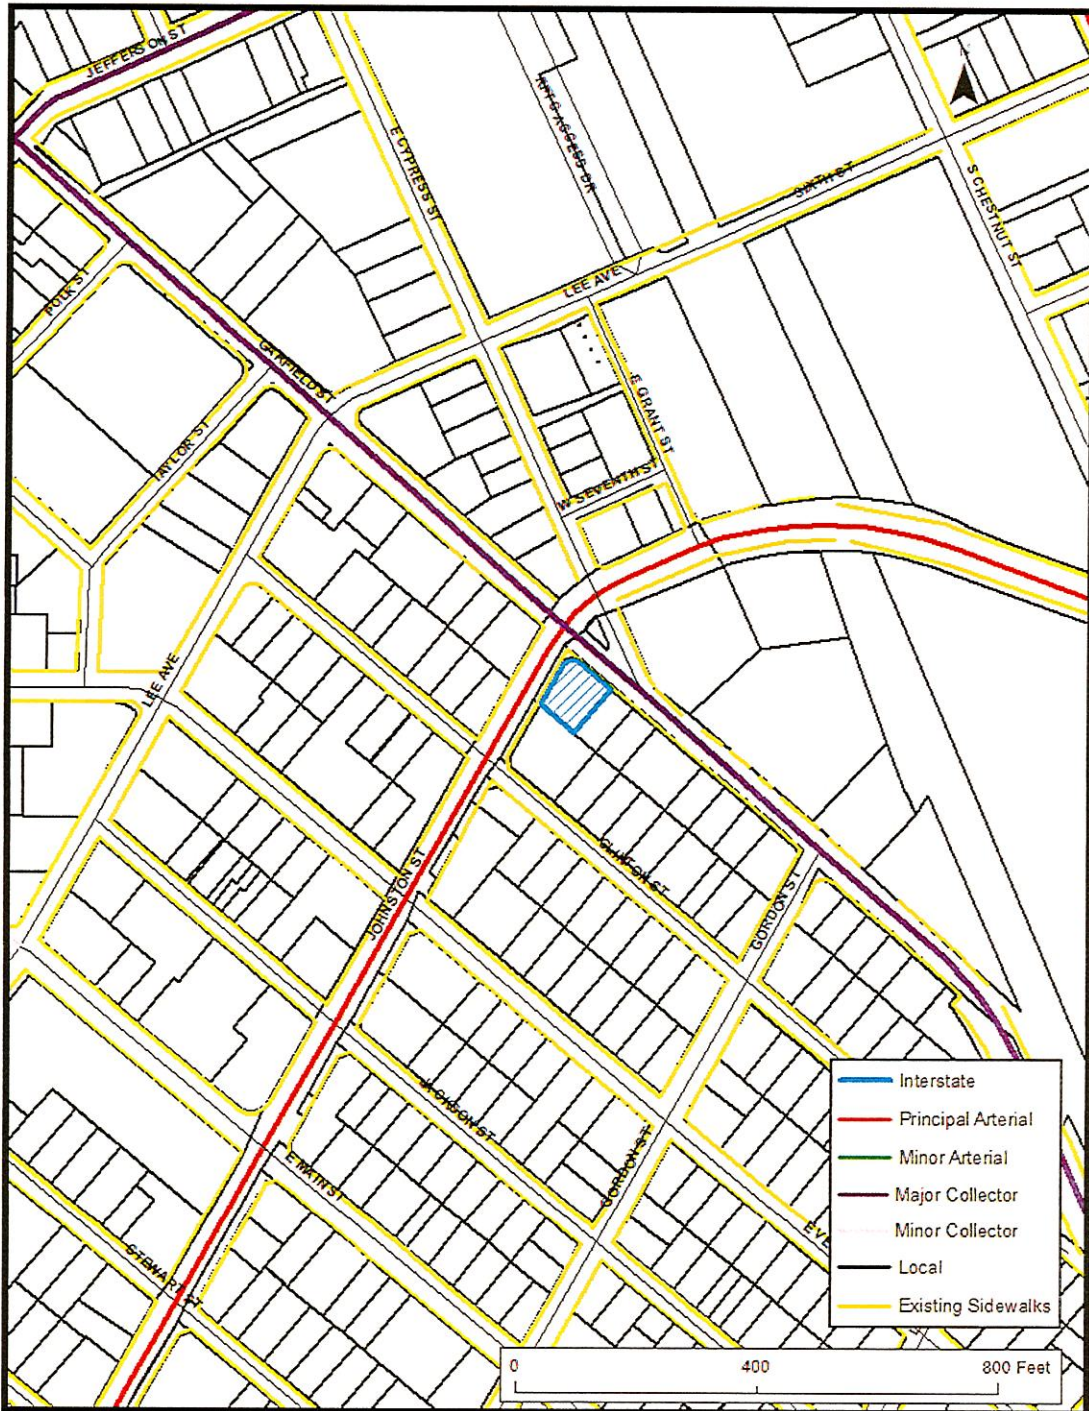 JEFFERSON ST
N
E CYPRESS ST
SIXTH ST
S CHESTNUT ST
POLK ST
LEE AVE
GARFIELD ST
E GRANT ST
TAYLOR ST
W SEVENTH ST
LEE AVE
JOHNSTON ST
CLINTON ST
GORDON ST
JACKSON ST
GORDON ST
E MAIN ST
STEWART ST
Interstate
Principal Arterial
Minor Arterial
Major Collector
Minor Collector
Local
Existing Sidewalks
0 400 800 Feet